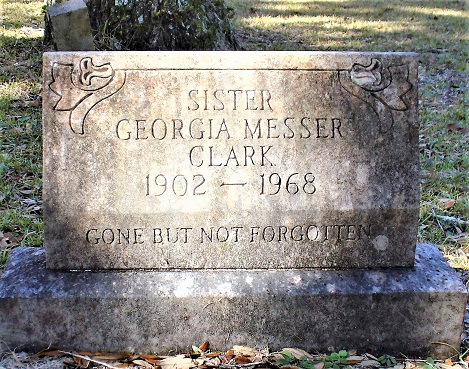 SISTER
GEORGIA MESSER
CLARK
1902 — 1968
GONE BUT NOT FORGOTTEN